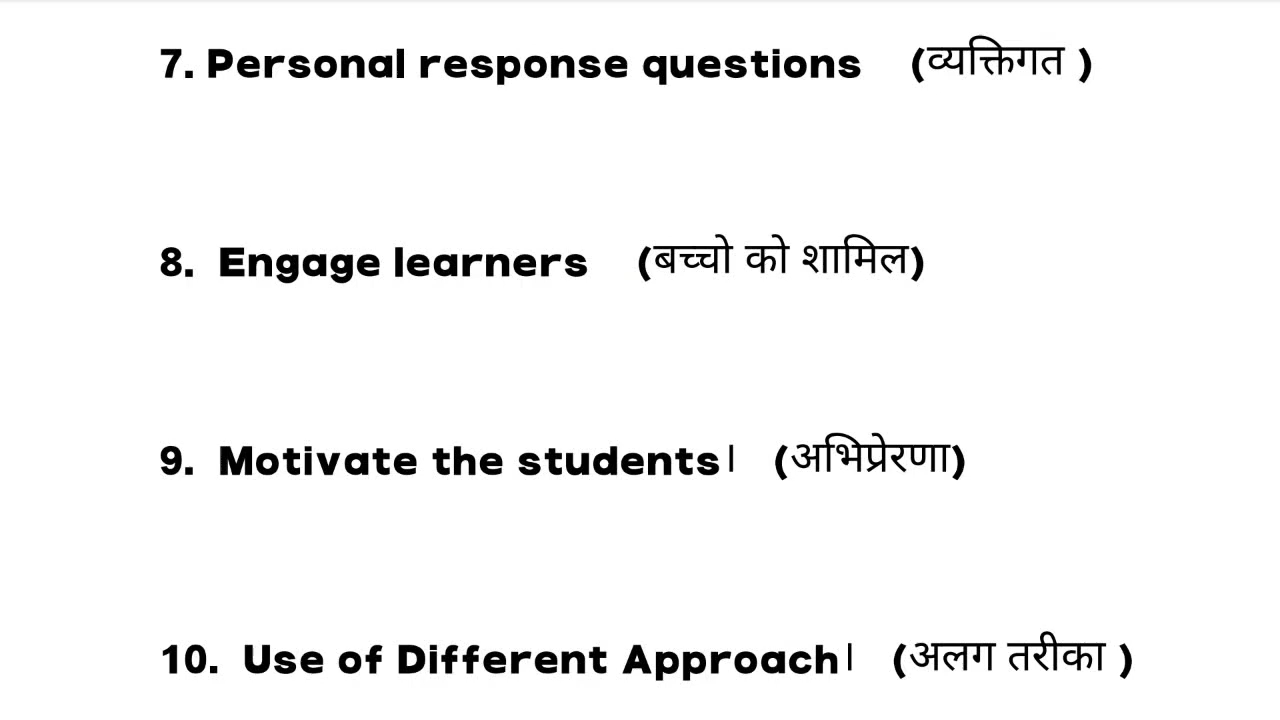 7. Personal response questions (व्यक्तिगत )
8. Engage learners (बच्चो को शामिल)
9. Motivate the students। (अभिप्रेरणा)
10. Use of Different Approach। (अलग तरीका )